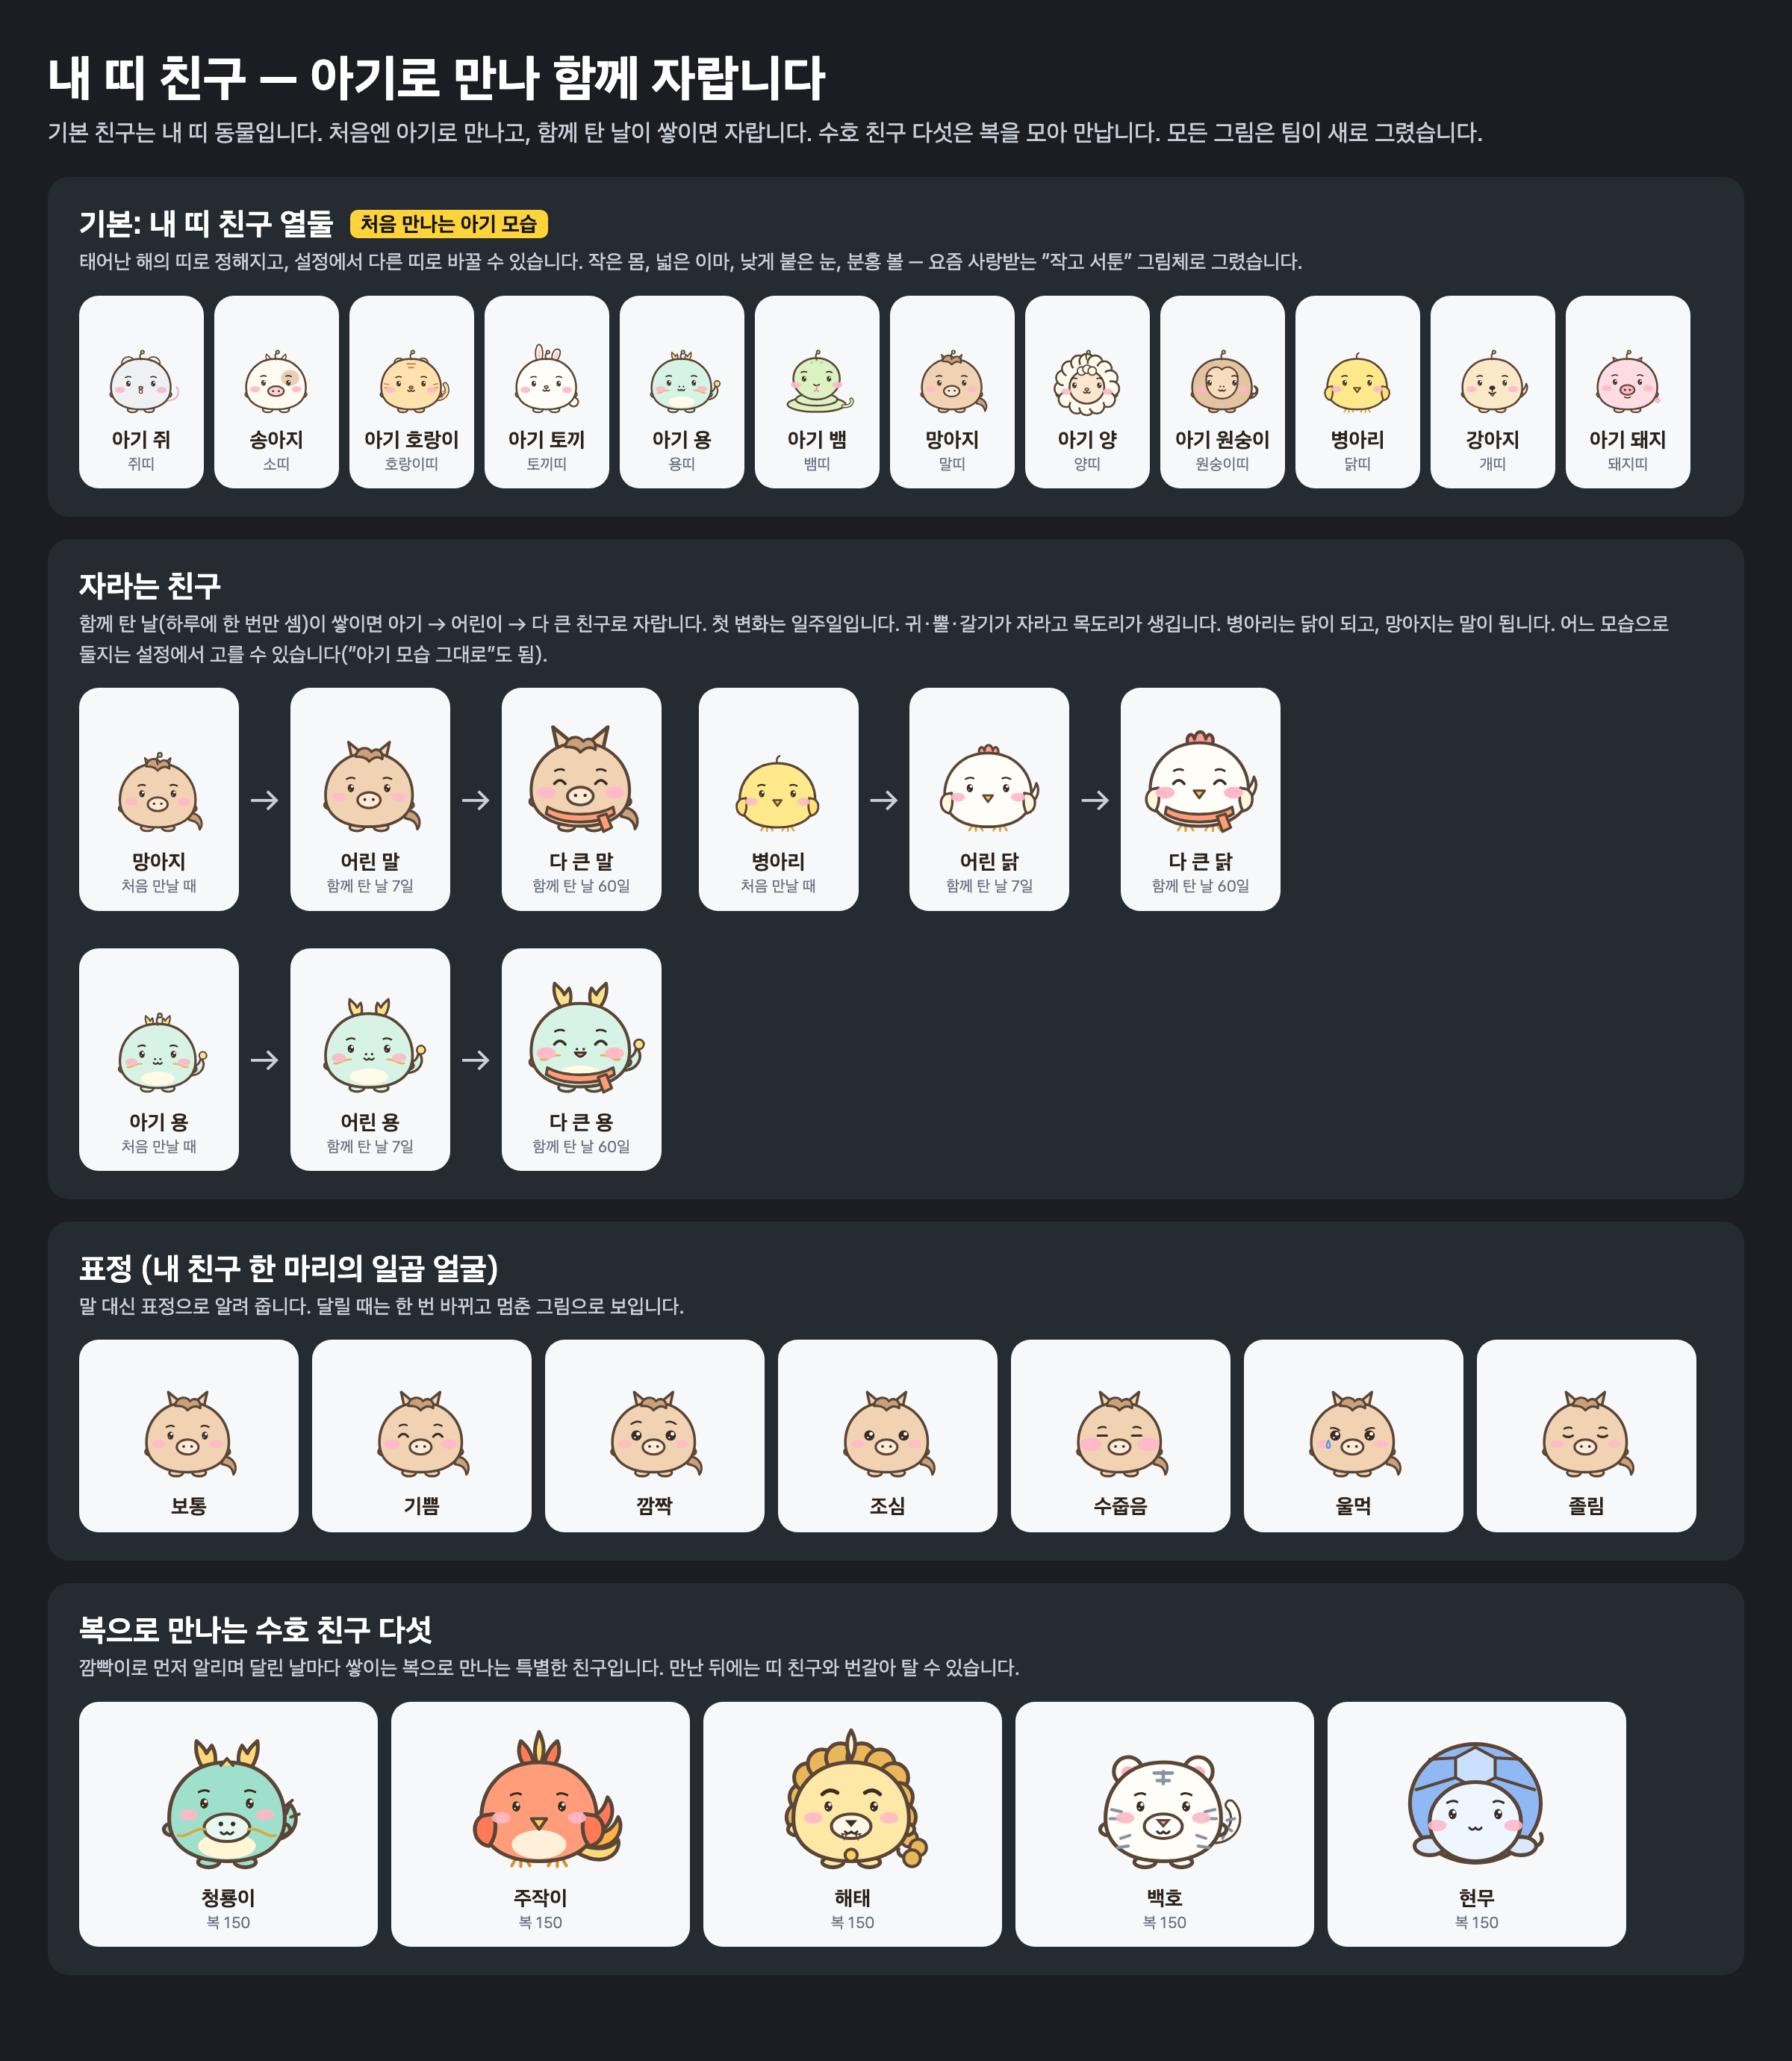 내 띠 친구 — 아기로 만나 함께 자랍니다
기본 친구는 내 띠 동물입니다. 처음엔 아기로 만나고, 함께 탄 날이 쌓이면 자랍니다. 수호 친구 다섯은 복을 모아 만납니다. 모든 그림은 팀이 새로 그렸습니다.
기본: 내 띠 친구 열둘 처음 만나는 아기 모습
태어난 해의 띠로 정해지고, 설정에서 다른 띠로 바꿀 수 있습니다. 작은 몸, 넓은 이마, 낮게 붙은 눈, 분홍 볼 — 요즘 사랑받는 "작고 서툰" 그림체로 그렸습니다.
아기 쥐 송아지 아기 호랑이 아기 토끼 아기 용 아기 뱀 망아지 아기 양 아기 원숭이 병아리 강아지 아기 돼지
쥐띠 소띠 호랑이띠 토끼띠 용띠 뱀띠 말띠 양띠 원숭이띠 닭띠 개띠 돼지띠
자라는 친구
함께 탄 날(하루에 한 번만 셈)이 쌓이면 아기 → 어린이 → 다 큰 친구로 자랍니다. 첫 변화는 일주일입니다. 귀·뿔·갈기가 자라고 목도리가 생깁니다. 병아리는 닭이 되고, 망아지는 말이 됩니다. 어느 모습으로
둘지는 설정에서 고를 수 있습니다("아기 모습 그대로"도 됨).
망아지 → 어린 말 → 다 큰 말 병아리 → 어린 닭 → 다 큰 닭
처음 만날 때 함께 탄 날 7일 함께 탄 날 60일 처음 만날 때 함께 탄 날 7일 함께 탄 날 60일
아기 용 → 어린 용 → 다 큰 용
처음 만날 때 함께 탄 날 7일 함께 탄 날 60일
표정 (내 친구 한 마리의 일곱 얼굴)
말 대신 표정으로 알려 줍니다. 달릴 때는 한 번 바뀌고 멈춘 그림으로 보입니다.
보통 기쁨 깜짝 조심 수줍음 울먹 졸림
복으로 만나는 수호 친구 다섯
깜빡이로 먼저 알리며 달린 날마다 쌓이는 복으로 만나는 특별한 친구입니다. 만난 뒤에는 띠 친구와 번갈아 탈 수 있습니다.
청룡이 주작이 해태 백호 현무
복 150 복 150 복 150 복 150 복 150